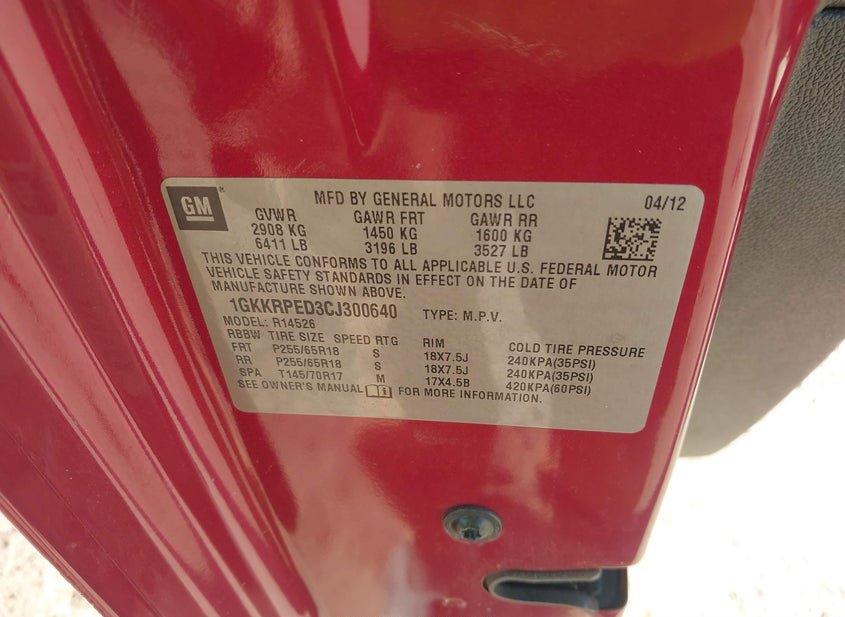 GM
MFD BY GENERAL MOTORS LLC 04/12
GVWR GAWR FRT GAWR RR
2908 KG 1450 KG 1600 KG
6411 LB 3196 LB 3527 LB
THIS VEHICLE CONFORMS TO ALL APPLICABLE U.S. FEDERAL MOTOR
VEHICLE SAFETY STANDARDS IN EFFECT ON THE DATE OF
MANUFACTURE SHOWN ABOVE.
1GKKRPED3CJ300640 TYPE: M.P.V.
MODEL: R14526
RBBW TIRE SIZE SPEED RTG RIM COLD TIRE PRESSURE
FRT P255/65R18 S 18X7.5J 240KPA(35PSI)
RR P255/65R18 S 18X7.5J 240KPA(35PSI)
SPA T145/70R17 M 17X4.5B 420KPA(60PSI)
SEE OWNER'S MANUAL FOR MORE INFORMATION.